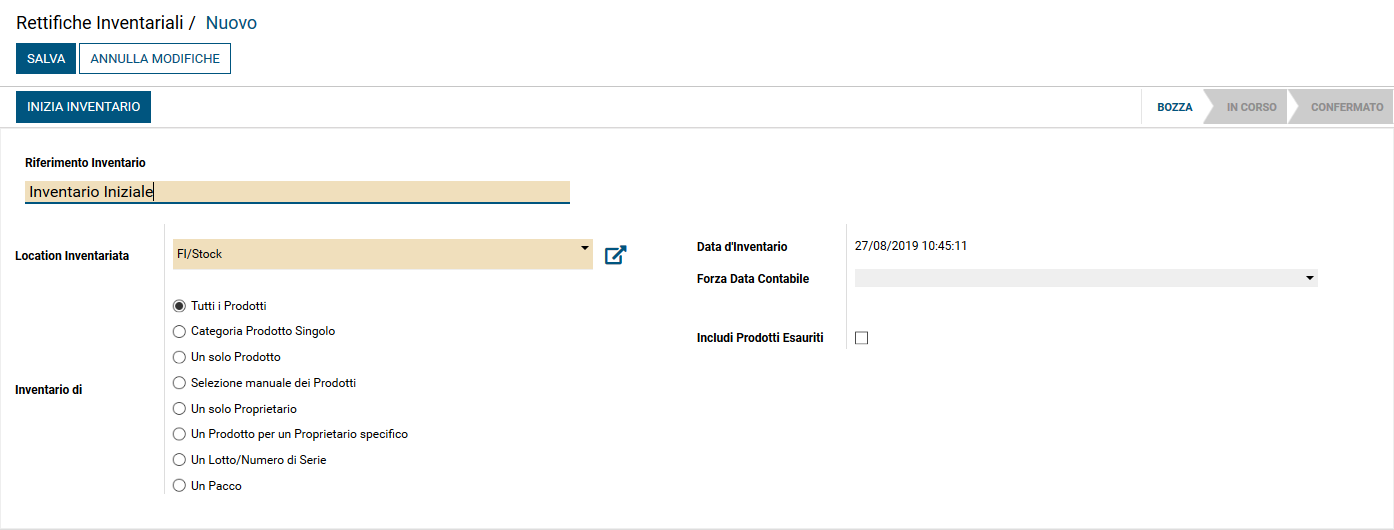 Rettifiche Inventariali / Nuovo
SALVA ANNULLA MODIFICHE
INIZIA INVENTARIO BOZZA IN CORSO CONFERMATO
Riferimento Inventario
Inventario Iniziale
Location Inventariata FI/Stock
Data d'Inventario 27/08/2019 10:45:11
Forza Data Contabile
Includi Prodotti Esauriti
Inventario di
Tutti i Prodotti
Categoria Prodotto Singolo
Un solo Prodotto
Selezione manuale dei Prodotti
Un solo Proprietario
Un Prodotto per un Proprietario specifico
Un Lotto/Numero di Serie
Un Pacco